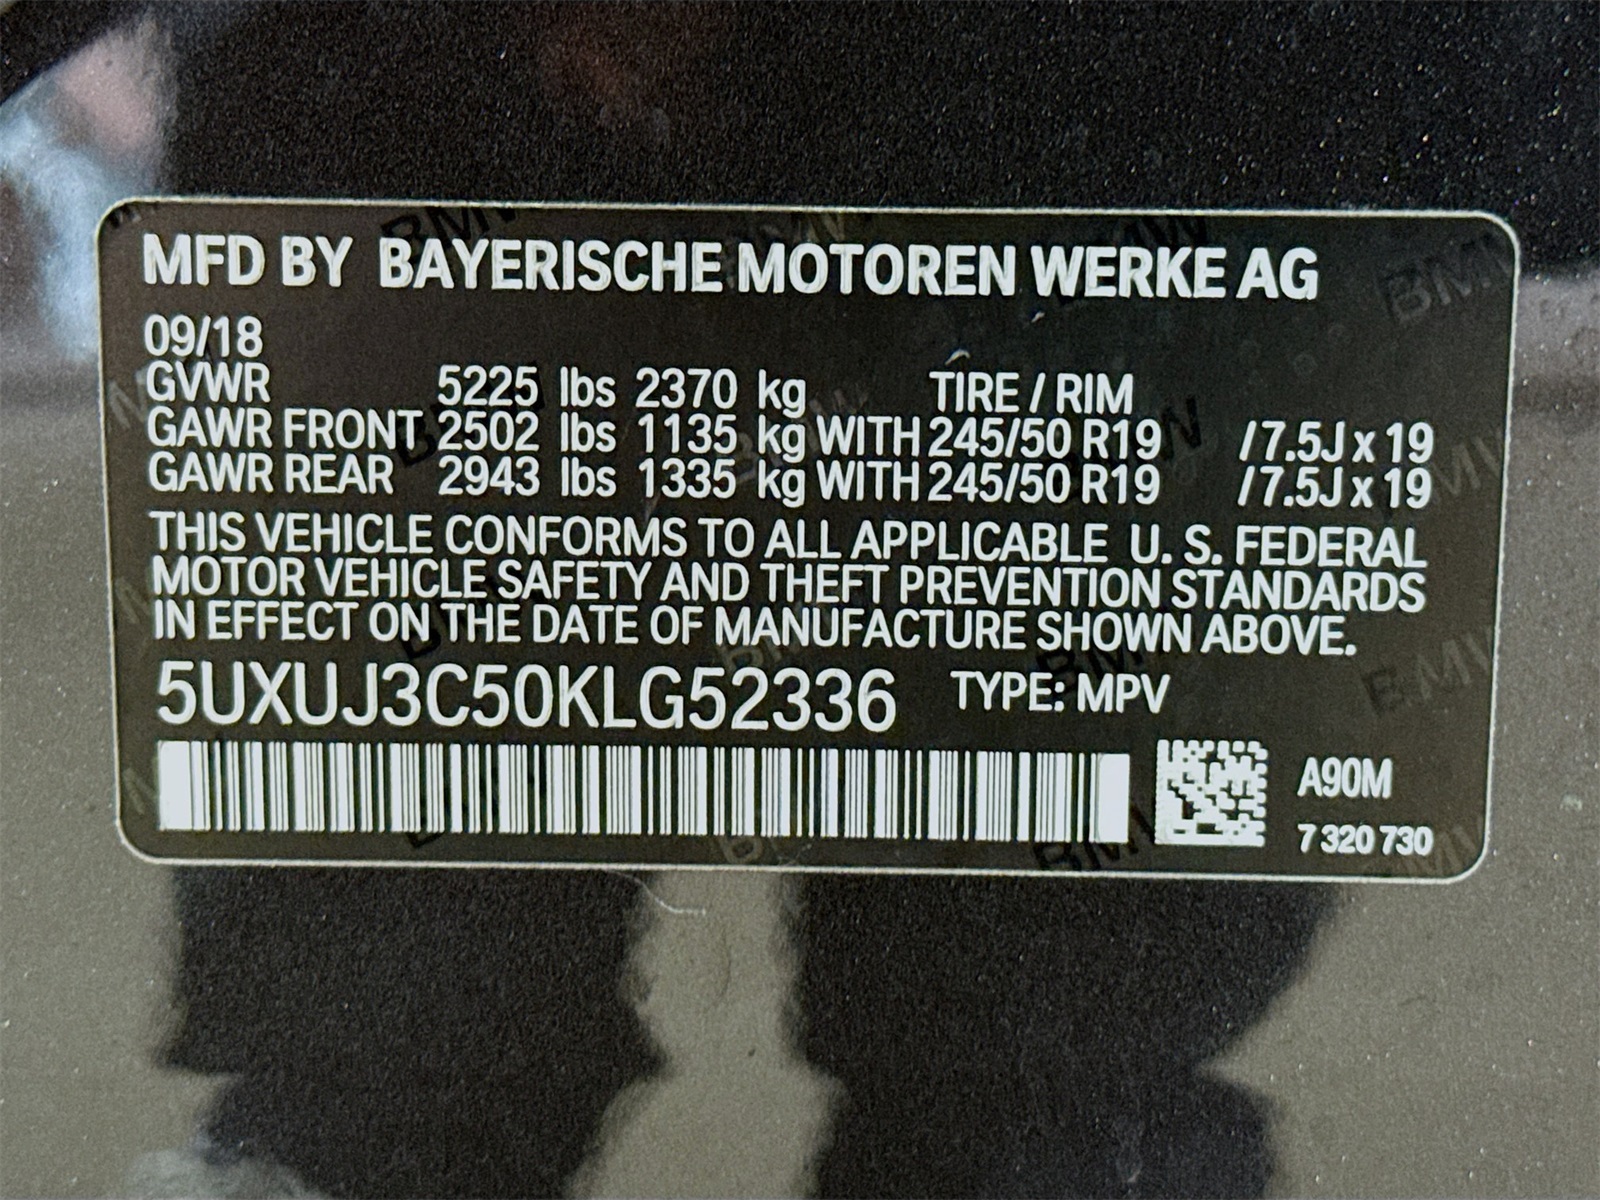 MFD BY BAYERISCHE MOTOREN WERKE AG
09/18
GVWR 5225 lbs 2370 kg TIRE / RIM
GAWR FRONT 2502 lbs 1135 kg WITH 245/50 R19 /7.5J x 19
GAWR REAR 2943 lbs 1335 kg WITH 245/50 R19 /7.5J x 19
THIS VEHICLE CONFORMS TO ALL APPLICABLE U. S. FEDERAL
MOTOR VEHICLE SAFETY AND THEFT PREVENTION STANDARDS
IN EFFECT ON THE DATE OF MANUFACTURE SHOWN ABOVE.
5UXUJ3C50KLG52336 TYPE: MPV
A90M
7 320 730